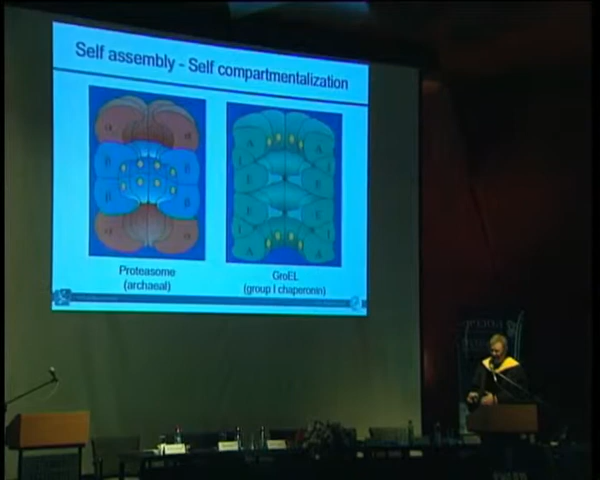 Self assembly - Self compartmentalization
α α
β β
β β
α α
A A
I I
E E
E E
I I
A A
Proteasome
(archaeal)
GroEL
(group I chaperonin)